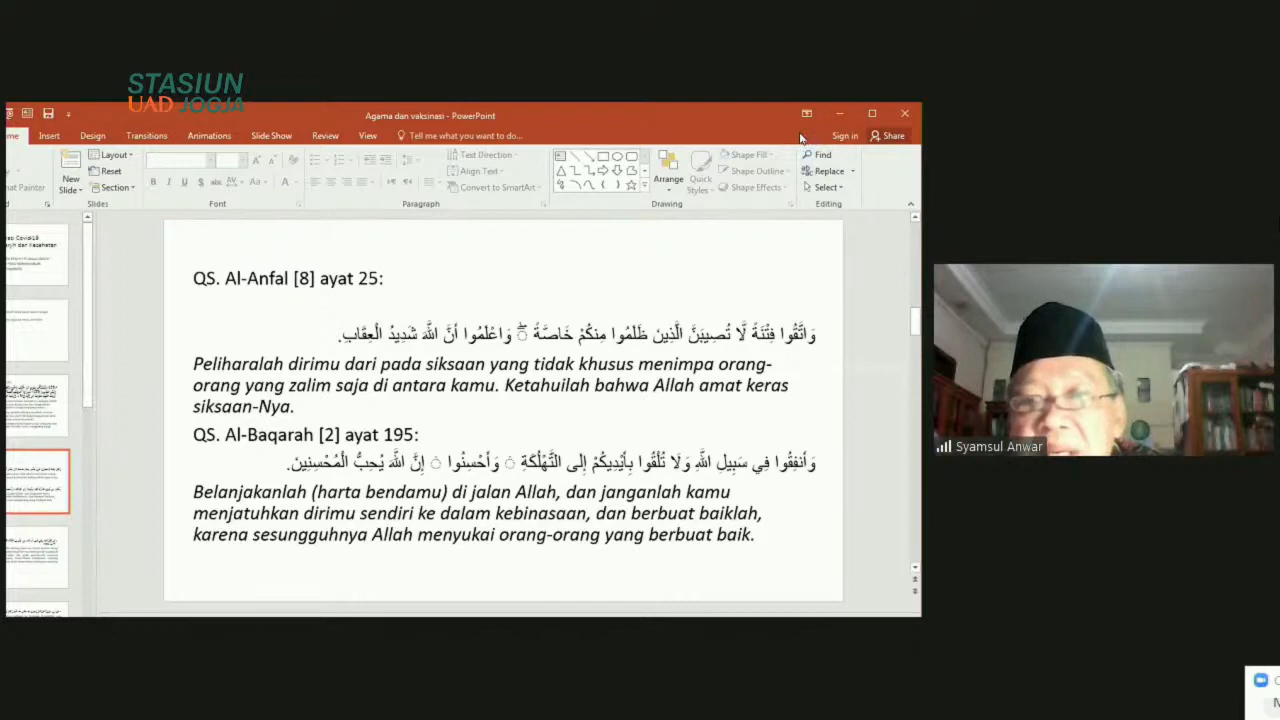 STASIUN
UAD JOGJA
Agama dan vaksinasi - PowerPoint
Insert Design Transitions Animations Slide Show Review View Tell me what you want to do... Sign in Share
Layout
Reset
New
Slide
Section
Text Direction
Align Text
Convert to SmartArt
Arrange
Quick
Styles
Shape Fill
Shape Outline
Shape Effects
Find
Replace
Select
Slides Font Paragraph Drawing Editing
QS. Al-Anfal [8] ayat 25:
وَاتَّقُوا فِتْنَةً لَّا تُصِيبَنَّ الَّذِينَ ظَلَمُوا مِنكُمْ خَاصَّةً ۖ وَاعْلَمُوا أَنَّ اللَّهَ شَدِيدُ الْعِقَابِ.
Peliharalah dirimu dari pada siksaan yang tidak khusus menimpa orang-
orang yang zalim saja di antara kamu. Ketahuilah bahwa Allah amat keras
siksaan-Nya.
QS. Al-Baqarah [2] ayat 195:
وَأَنفِقُوا فِي سَبِيلِ اللَّهِ وَلَا تُلْقُوا بِأَيْدِيكُمْ إِلَى التَّهْلُكَةِ ۛ وَأَحْسِنُوا ۛ إِنَّ اللَّهَ يُحِبُّ الْمُحْسِنِينَ.
Belanjakanlah (harta bendamu) di jalan Allah, dan janganlah kamu
menjatuhkan dirimu sendiri ke dalam kebinasaan, dan berbuat baiklah,
karena sesungguhnya Allah menyukai orang-orang yang berbuat baik.
Syamsul Anwar